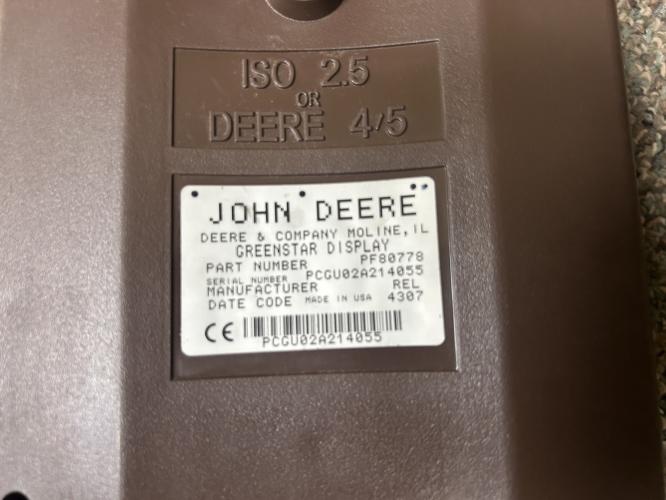 ISO 2.5
OR
DEERE 4/5
JOHN DEERE
DEERE & COMPANY MOLINE, IL
GREENSTAR DISPLAY
PART NUMBER PF80778
SERIAL NUMBER PCGU02A214055
MANUFACTURER REL
DATE CODE MADE IN USA 4307
CE
PCGU02A214055